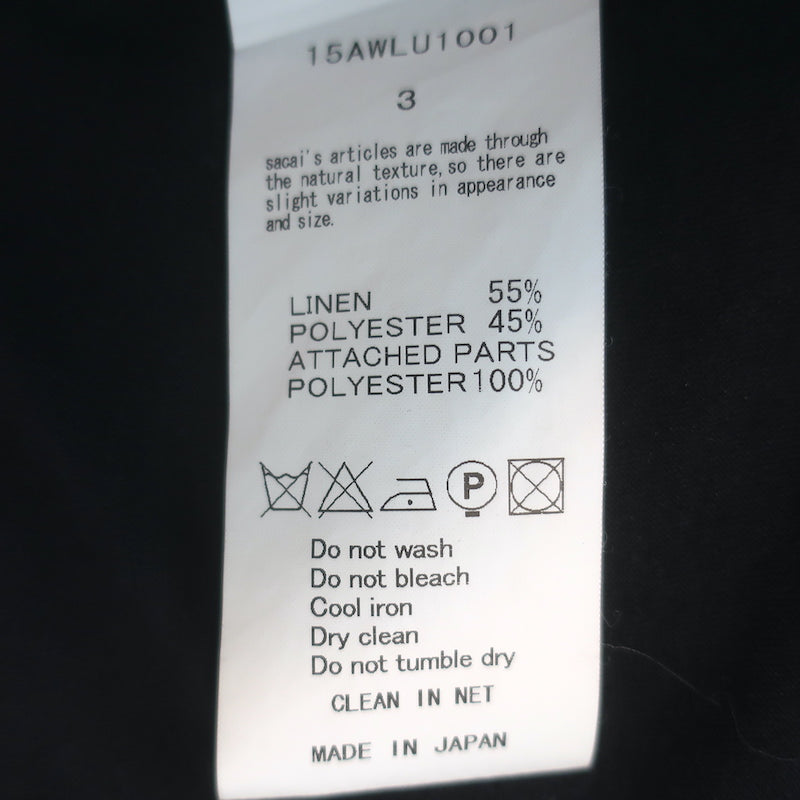 15AWLU1001
3
sacai's articles are made through
the natural texture, so there are
slight variations in appearance
and size.
LINEN 55%
POLYESTER 45%
ATTACHED PARTS
POLYESTER 100%
P
Do not wash
Do not bleach
Cool iron
Dry clean
Do not tumble dry
CLEAN IN NET
MADE IN JAPAN